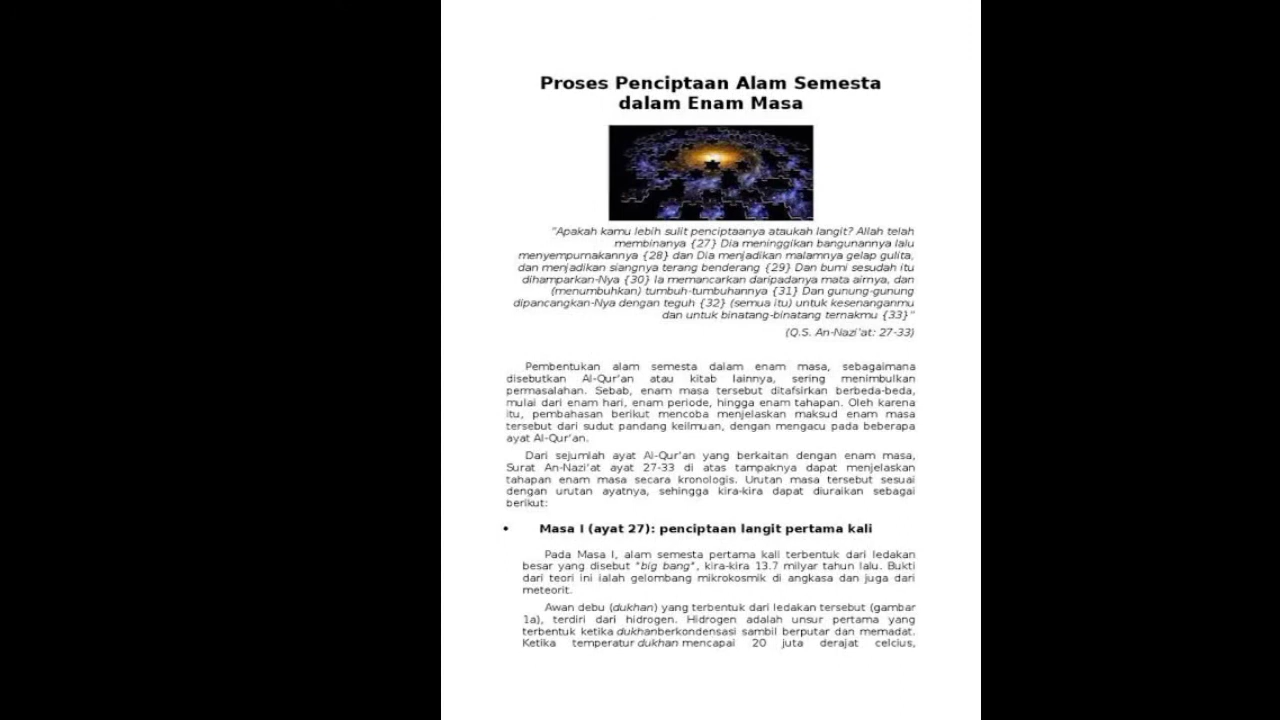 Proses Penciptaan Alam Semesta
dalam Enam Masa
"Apakah kamu lebih sulit penciptaanya ataukah langit? Allah telah
membinanya {27} Dia meninggikan bangunannya lalu
menyempurnakannya {28} dan Dia menjadikan malamnya gelap gulita,
dan menjadikan siangnya terang benderang {29} Dan bumi sesudah itu
dihamparkan-Nya {30} Ia memancarkan daripadanya mata airnya, dan
(menumbuhkan) tumbuh-tumbuhannya {31} Dan gunung-gunung
dipancangkan-Nya dengan teguh {32} (semua itu) untuk kesenanganmu
dan untuk binatang-binatang ternakmu {33}"
(Q.S. An-Nazi'at: 27-33)
Pembentukan alam semesta dalam enam masa, sebagaimana
disebutkan Al-Qur'an atau kitab lainnya, sering menimbulkan
permasalahan. Sebab, enam masa tersebut ditafsirkan berbeda-beda,
mulai dari enam hari, enam periode, hingga enam tahapan. Oleh karena
itu, pembahasan berikut mencoba menjelaskan maksud enam masa
tersebut dari sudut pandang keilmuan, dengan mengacu pada beberapa
ayat Al-Qur'an.
Dari sejumlah ayat Al-Qur'an yang berkaitan dengan enam masa,
Surat An-Nazi'at ayat 27-33 di atas tampaknya dapat menjelaskan
tahapan enam masa secara kronologis. Urutan masa tersebut sesuai
dengan urutan ayatnya, sehingga kira-kira dapat diuraikan sebagai
berikut:
• Masa I (ayat 27): penciptaan langit pertama kali
Pada Masa I, alam semesta pertama kali terbentuk dari ledakan
besar yang disebut "big bang", kira-kira 13.7 milyar tahun lalu. Bukti
dari teori ini ialah gelombang mikrokosmik di angkasa dan juga dari
meteorit.
Awan debu (dukhan) yang terbentuk dari ledakan tersebut (gambar
1a), terdiri dari hidrogen. Hidrogen adalah unsur pertama yang
terbentuk ketika dukhanberkondensasi sambil berputar dan memadat.
Ketika temperatur dukhan mencapai 20 juta derajat celcius,